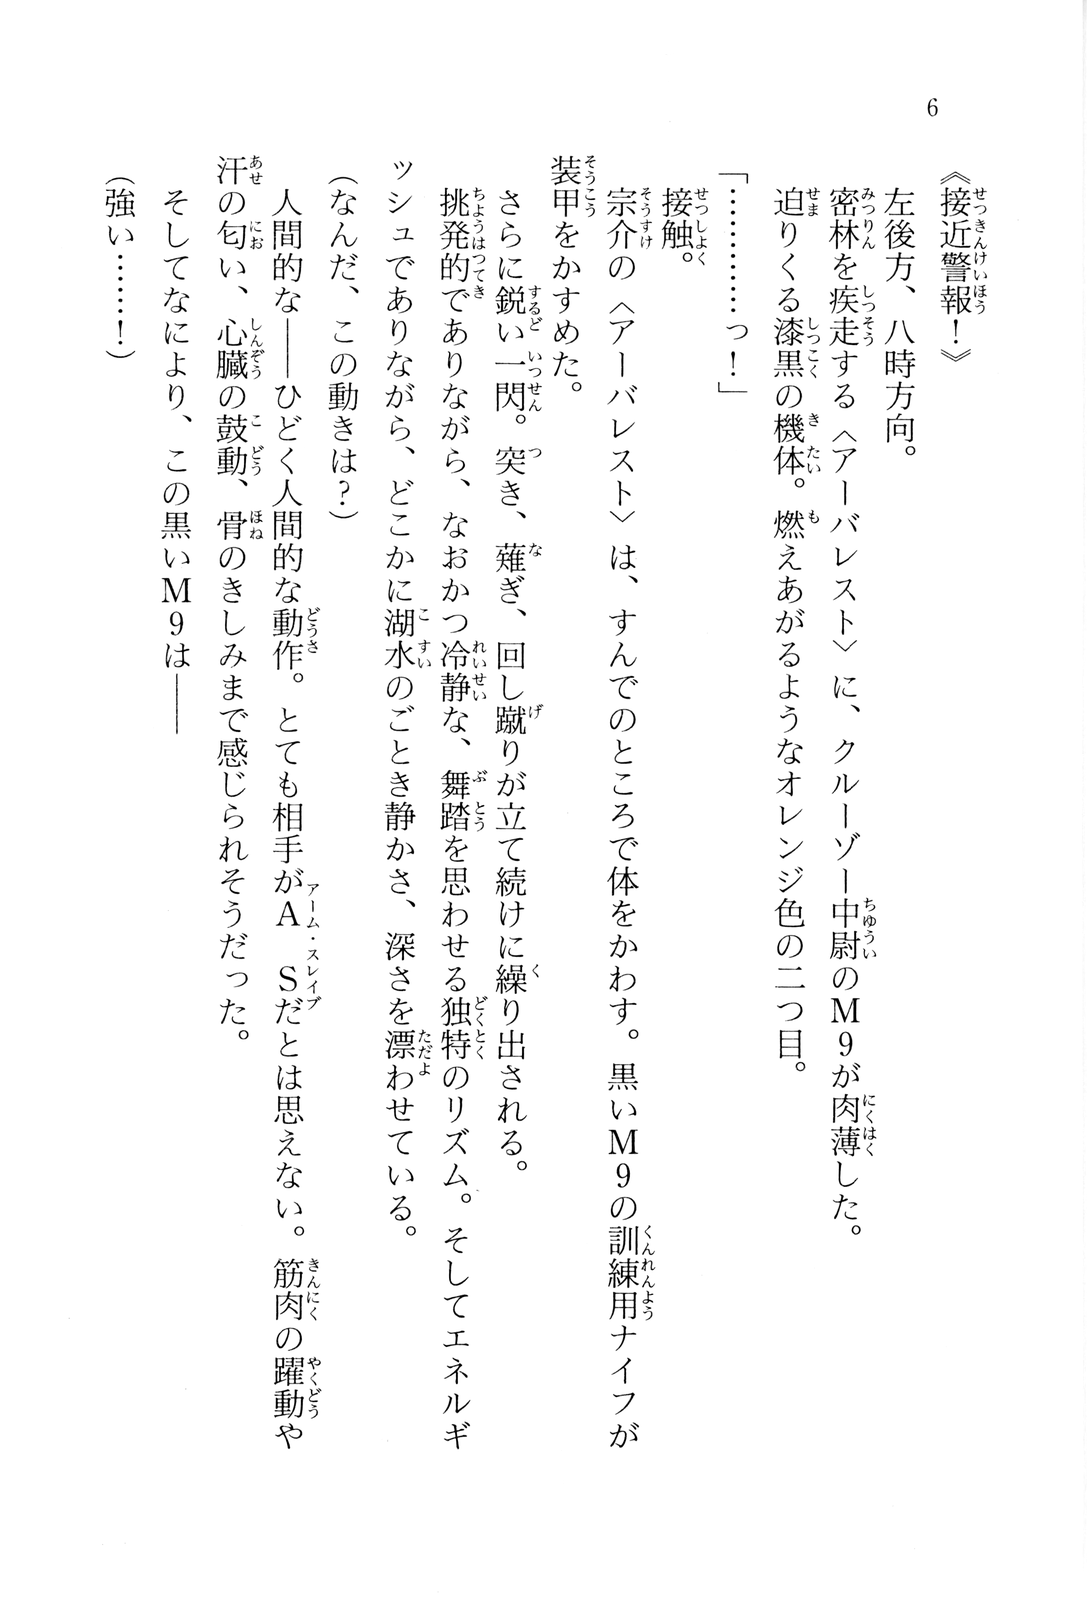 6
《接近警報！》
左後方、八時方向。
密林を疾走する〈アーバレスト〉に、クルーゾー中尉のM9が肉薄した。
迫りくる漆黒の機体。燃えあがるようなオレンジ色の二つ目。
「…………っ！」
接触。
宗介の〈アーバレスト〉は、すんでのところで体をかわす。黒いM9の訓練用ナイフが
装甲をかすめた。
さらに鋭い一閃。突き、薙ぎ、回し蹴りが立て続けに繰り出される。
挑発的でありながら、なおかつ冷静な、舞踏を思わせる独特のリズム。そしてエネルギ
ッシュでありながら、どこかに湖水のごとき静かさ、深さを漂わせている。
（なんだ、この動きは？）
人間的な――ひどく人間的な動作。とても相手がA Sだとは思えない。筋肉の躍動や
汗の匂い、心臓の鼓動、骨のきしみまで感じられそうだった。
そしてなにより、この黒いM9は――
（強い……！）